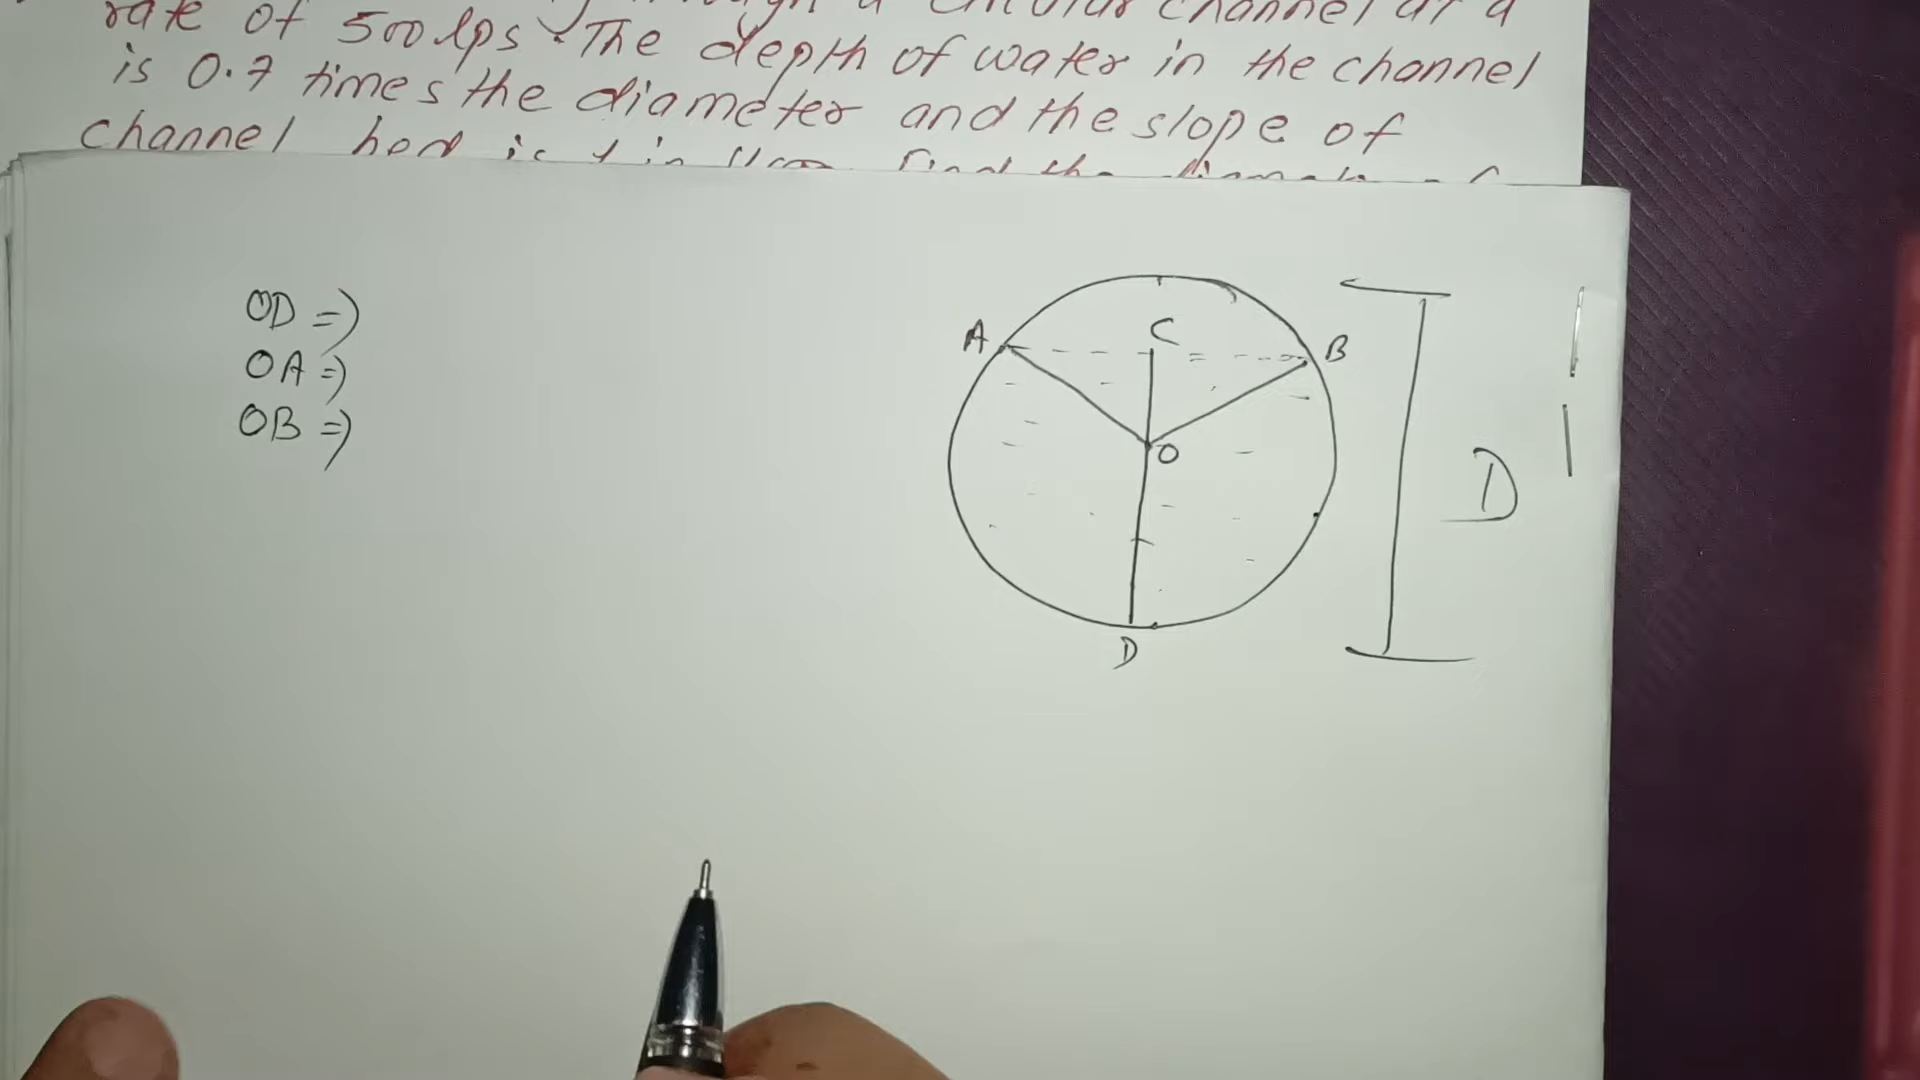 rate of 500 lps. The depth of water in the channel
is 0.7 times the diameter and the slope of
channel
OD =>
OA =>
OB =>
A
C
B
O
D
D